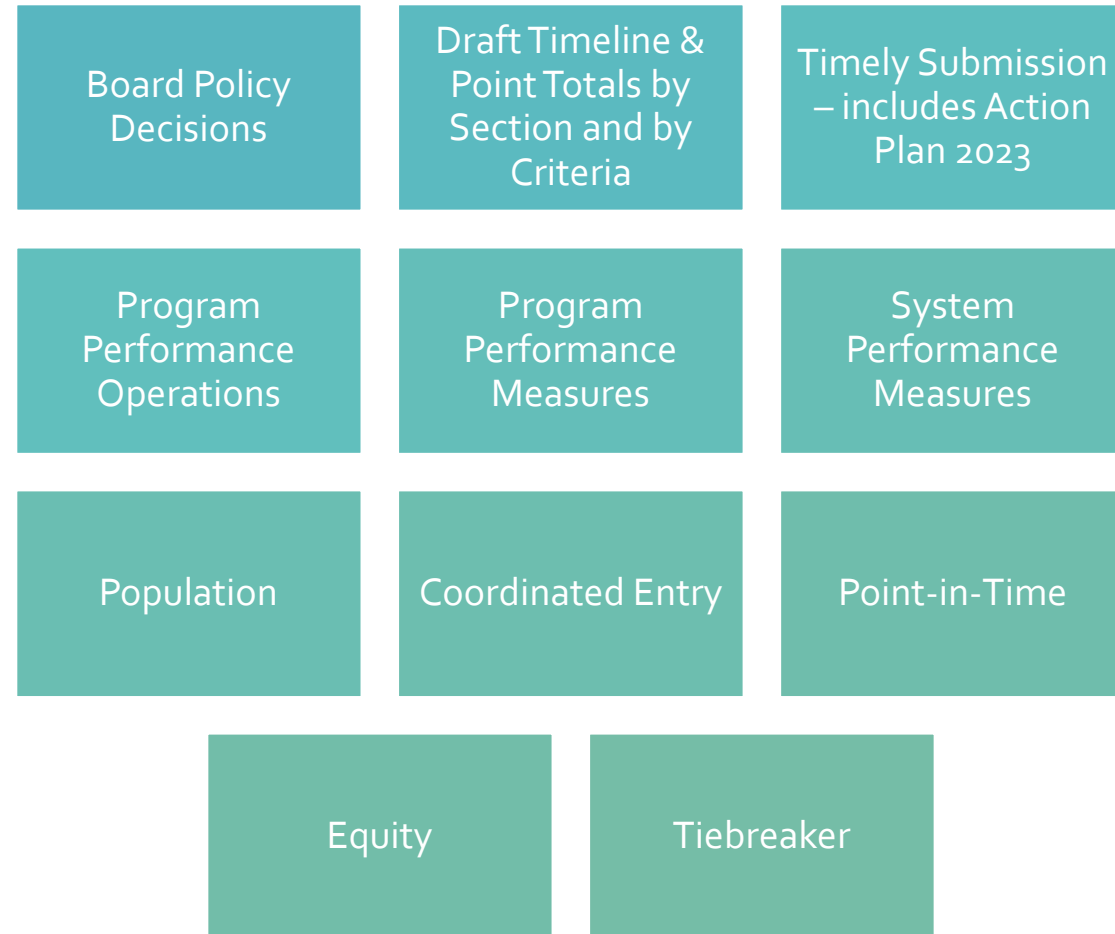 Board Policy
Decisions
Draft Timeline &
Point Totals by
Section and by
Criteria
Timely Submission
– includes Action
Plan 2023
Program
Performance
Operations
Program
Performance
Measures
System
Performance
Measures
Population
Coordinated Entry
Point-in-Time
Equity
Tiebreaker